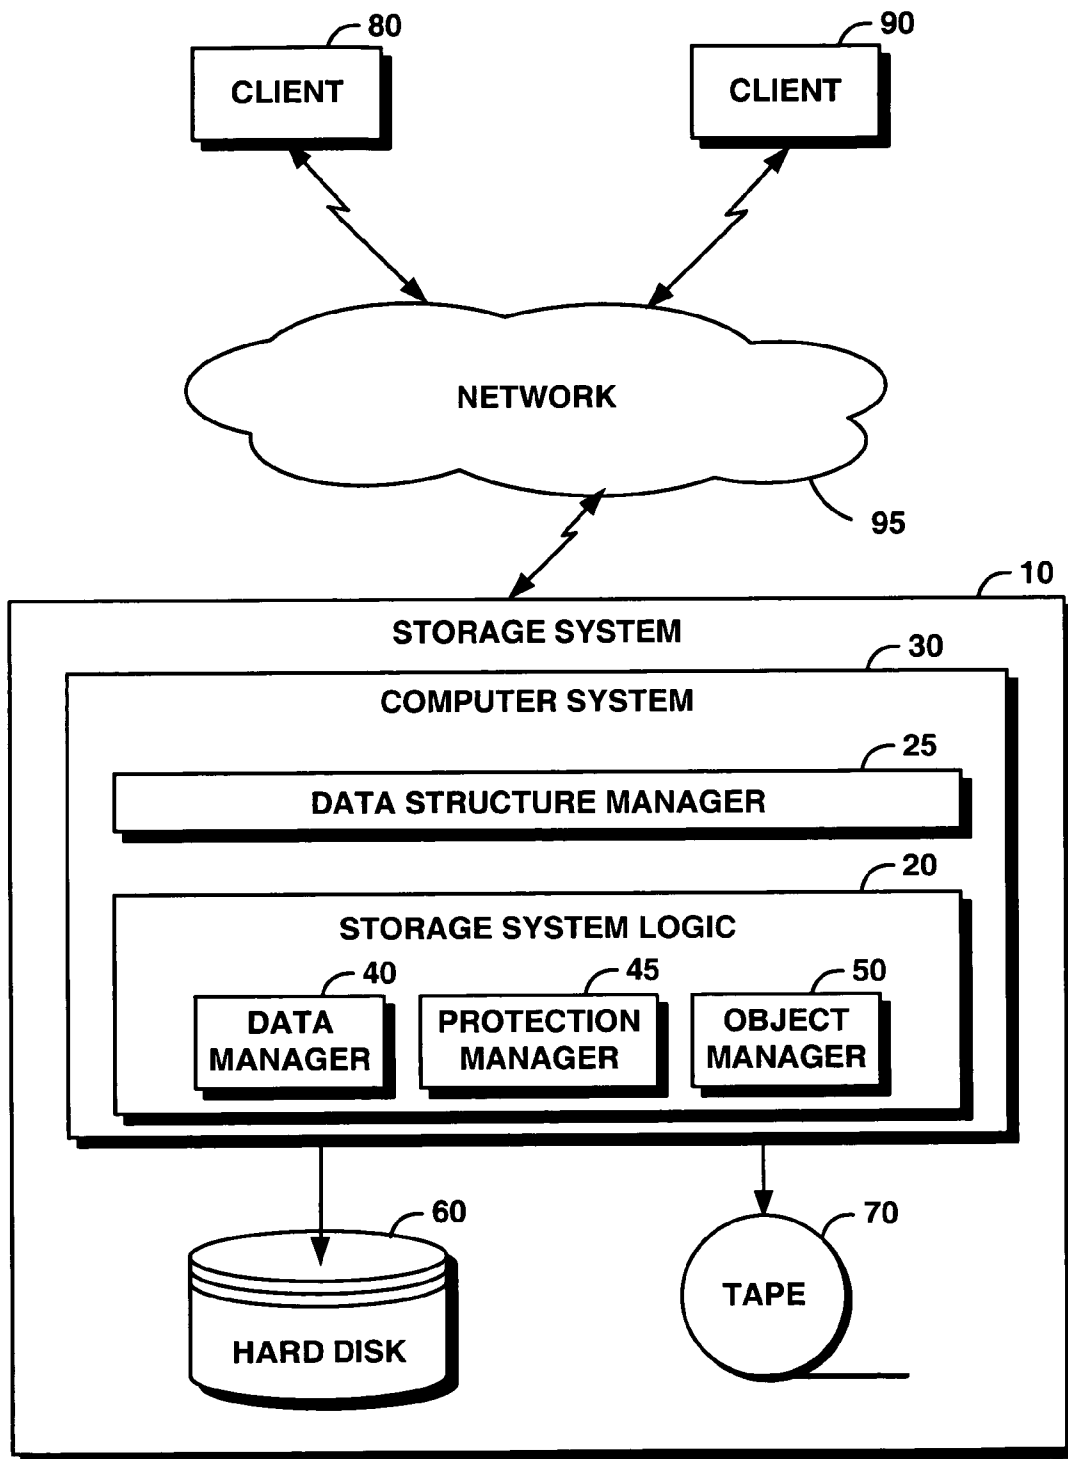 80
90
CLIENT
CLIENT
NETWORK
95
10
STORAGE SYSTEM
30
COMPUTER SYSTEM
25
DATA STRUCTURE MANAGER
20
STORAGE SYSTEM LOGIC
40
45
50
DATA
MANAGER
PROTECTION
MANAGER
OBJECT
MANAGER
60
70
TAPE
HARD DISK